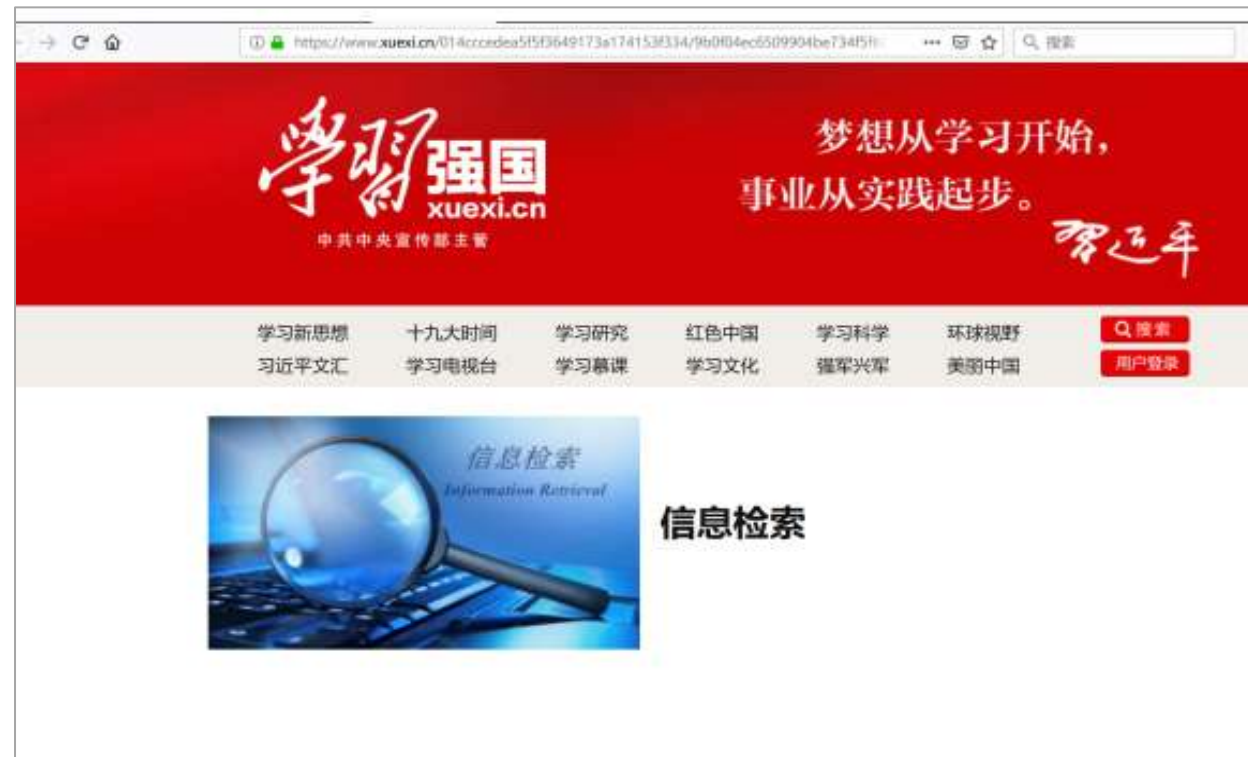 https://www.xuexi.cn/
搜索
學習强国
xuexi.cn
中共中央宣传部主管
梦想从学习开始，
事业从实践起步。
习近平
学习新思想 十九大时间 学习研究 红色中国 学习科学 环球视野 搜索
习近平文汇 学习电视台 学习慕课 学习文化 强军兴军 美丽中国 用户登录
信息检索
Information Retrieval
信息检索